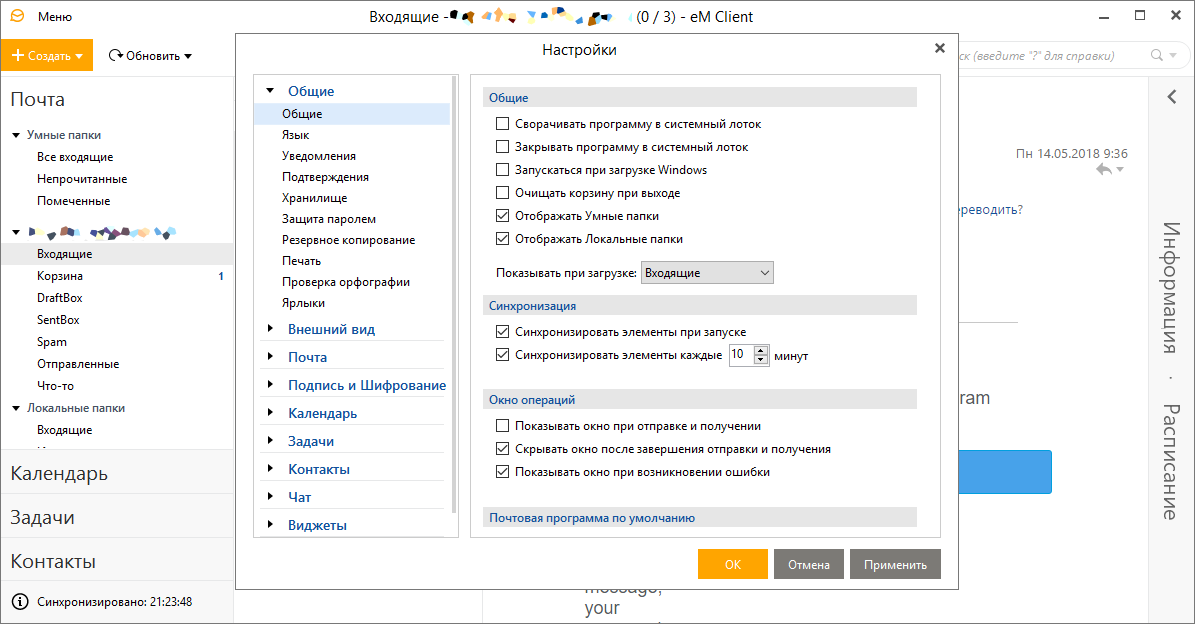 Меню
Входящие -
(0 / 3) - eM Client
Создать
Обновить
ск (введите "?" для справки)
Почта
Умные папки
Все входящие
Непрочитанные
Помеченные
Входящие
Корзина 1
DraftBox
SentBox
Spam
Отправленные
Что-то
Локальные папки
Входящие
Календарь
Задачи
Контакты
Синхронизировано: 21:23:48
Настройки
Общие
Общие
Язык
Уведомления
Подтверждения
Хранилище
Защита паролем
Резервное копирование
Печать
Проверка орфографии
Ярлыки
Внешний вид
Почта
Подпись и Шифрование
Календарь
Задачи
Контакты
Чат
Виджеты
Общие
Сворачивать программу в системный лоток
Закрывать программу в системный лоток
Запускаться при загрузке Windows
Очищать корзину при выходе
Отображать Умные папки
Отображать Локальные папки
Показывать при загрузке: Входящие
Синхронизация
Синхронизировать элементы при запуске
Синхронизировать элементы каждые 10 минут
Окно операций
Показывать окно при отправке и получении
Скрывать окно после завершения отправки и получения
Показывать окно при возникновении ошибки
Почтовая программа по умолчанию
ОК
Отмена
Применить
Пн 14.05.2018 9:36
ереводить?
ram
message,
your
Информация
·
Расписание